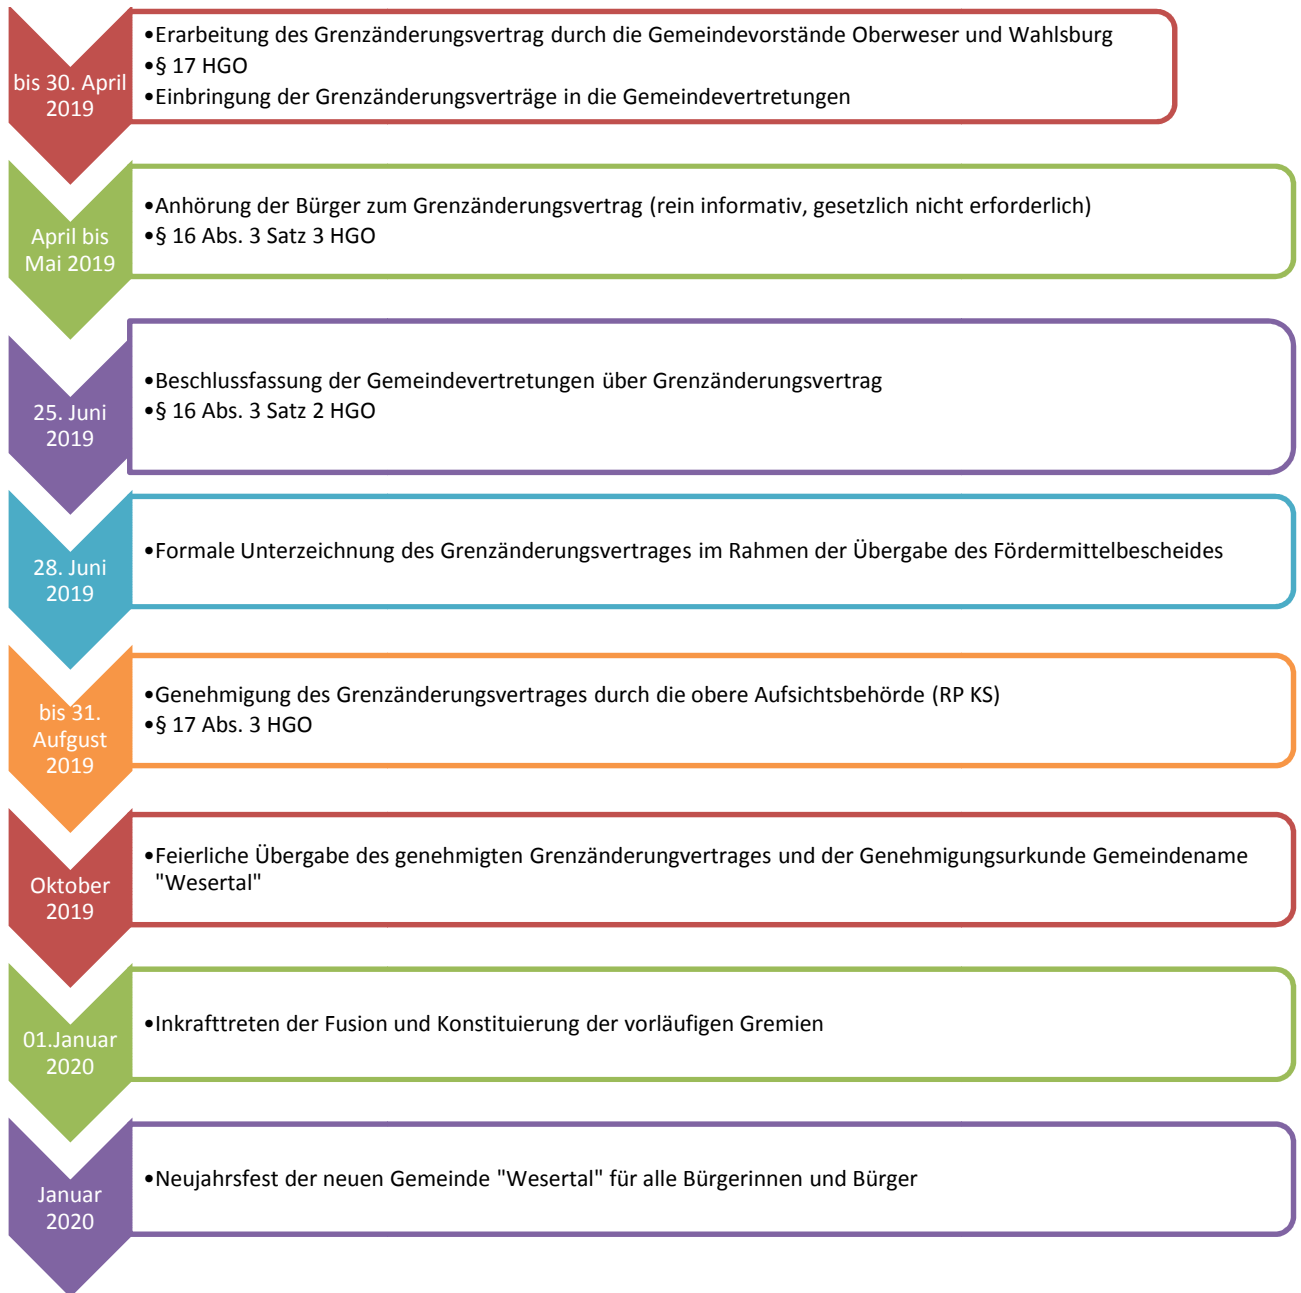 bis 30. April
2019
•Erarbeitung des Grenzänderungsvertrag durch die Gemeindevorstände Oberweser und Wahlsburg
•§ 17 HGO
•Einbringung der Grenzänderungsverträge in die Gemeindevertretungen
April bis
Mai 2019
•Anhörung der Bürger zum Grenzänderungsvertrag (rein informativ, gesetzlich nicht erforderlich)
•§ 16 Abs. 3 Satz 3 HGO
25. Juni
2019
•Beschlussfassung der Gemeindevertretungen über Grenzänderungsvertrag
•§ 16 Abs. 3 Satz 2 HGO
28. Juni
2019
•Formale Unterzeichnung des Grenzänderungsvertrages im Rahmen der Übergabe des Fördermittelbescheides
bis 31.
Aufgust
2019
•Genehmigung des Grenzänderungsvertrages durch die obere Aufsichtsbehörde (RP KS)
•§ 17 Abs. 3 HGO
Oktober
2019
•Feierliche Übergabe des genehmigten Grenzänderungvertrages und der Genehmigungsurkunde Gemeindename
"Wesertal"
01.Januar
2020
•Inkrafttreten der Fusion und Konstituierung der vorläufigen Gremien
Januar
2020
•Neujahrsfest der neuen Gemeinde "Wesertal" für alle Bürgerinnen und Bürger